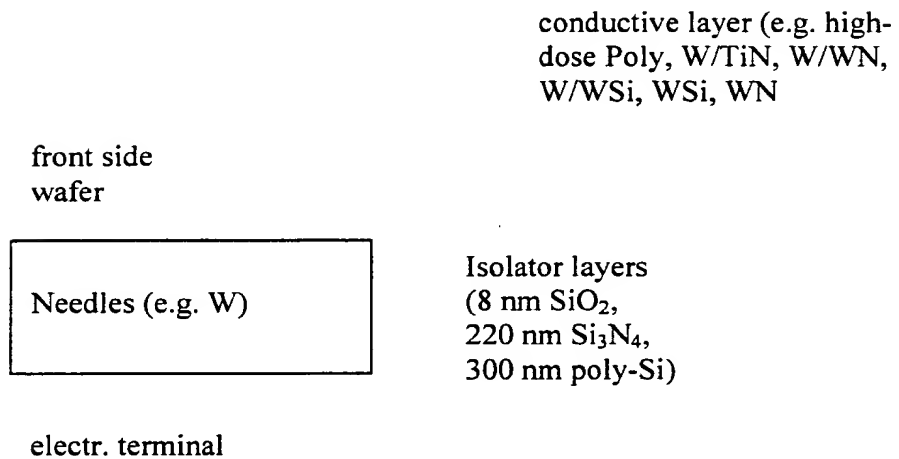 conductive layer (e.g. high-
dose Poly, W/TiN, W/WN,
W/WSi, WSi, WN
front side
wafer
Needles (e.g. W)
Isolator layers
(8 nm SiO₂,
220 nm Si₃N₄,
300 nm poly-Si)
electr. terminal